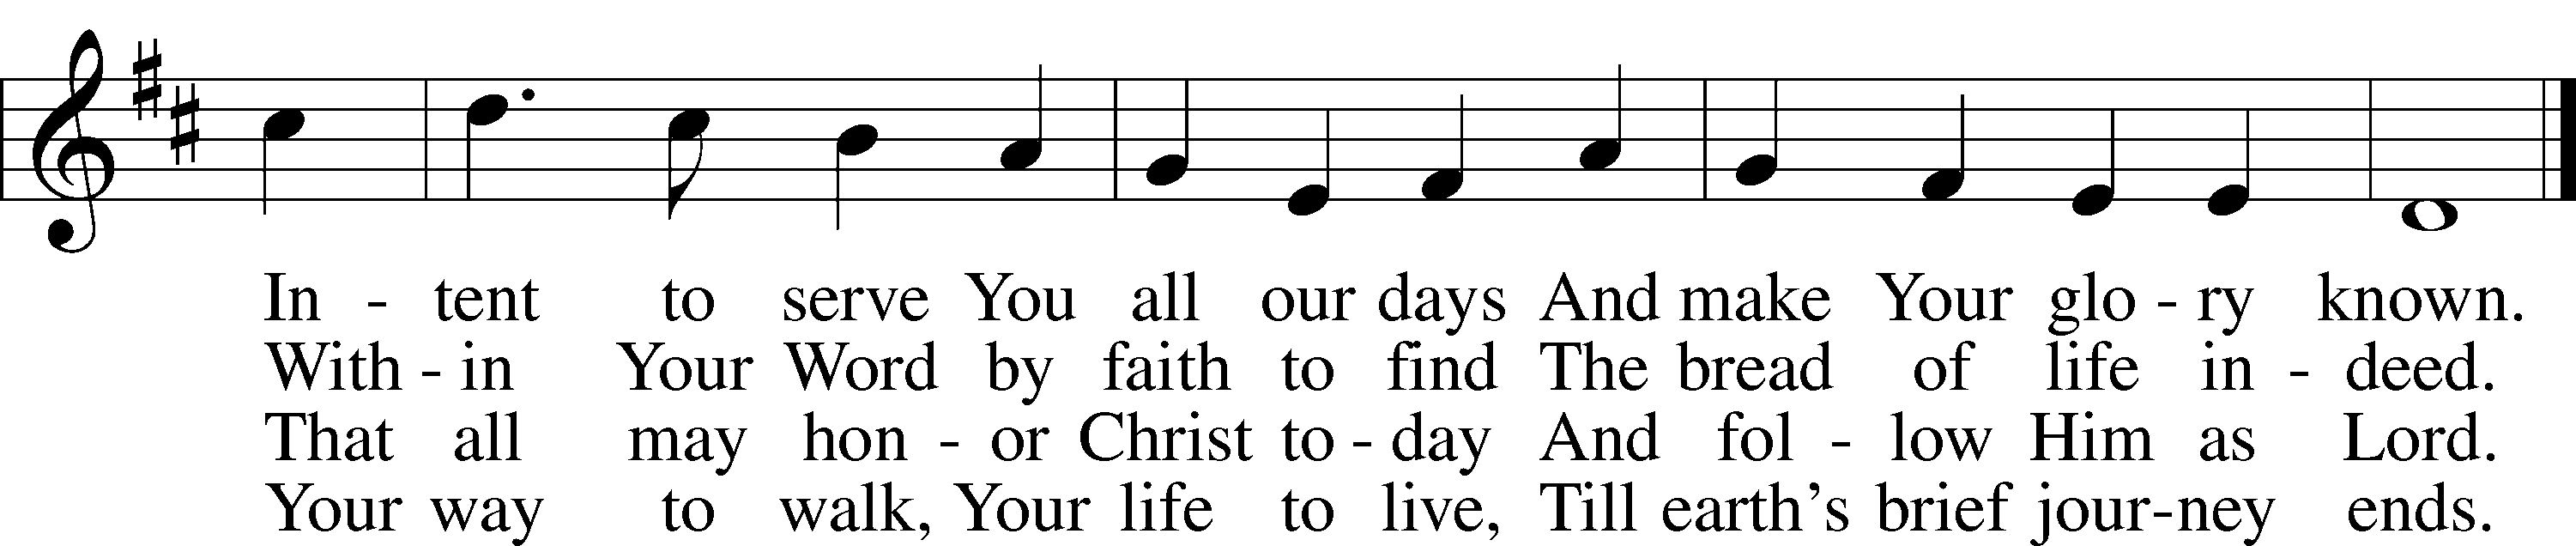 In - tent to serve You all our days And make Your glo - ry known.
With - in Your Word by faith to find The bread of life in - deed.
That all may hon - or Christ to - day And fol - low Him as Lord.
Your way to walk, Your life to live, Till earth's brief jour-ney ends.